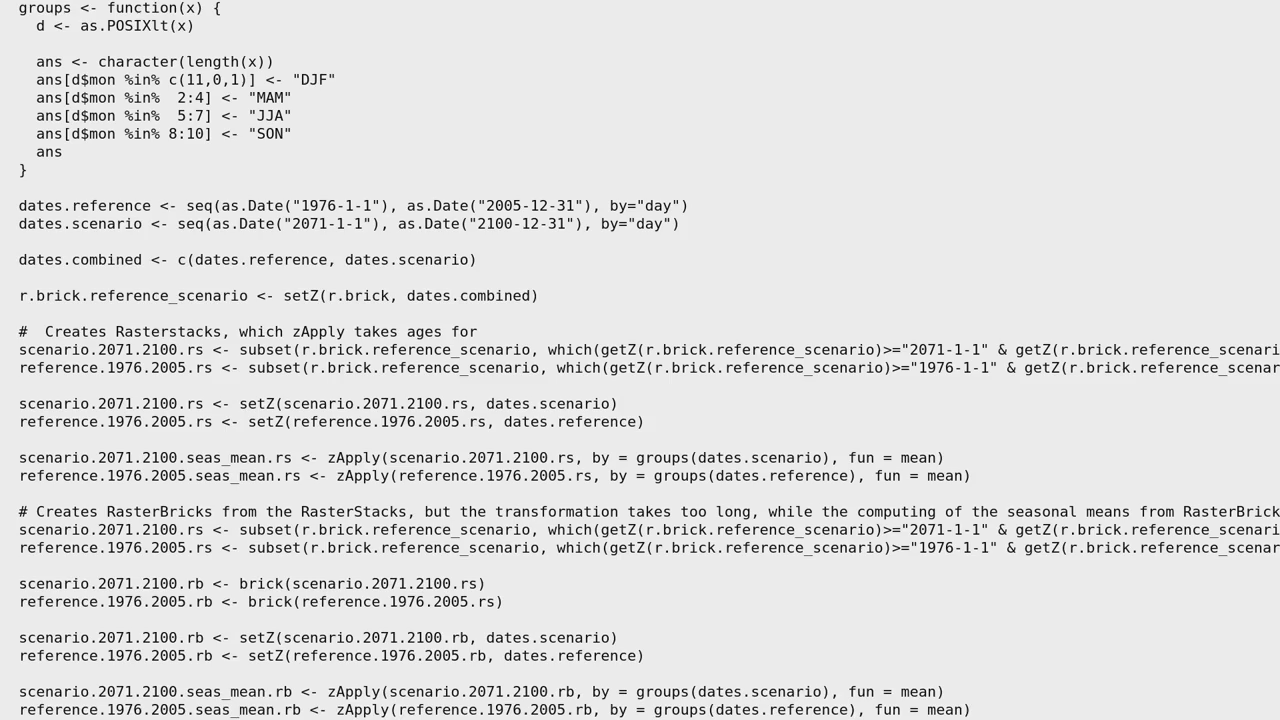 groups <- function(x) {
  d <- as.POSIXlt(x)

  ans <- character(length(x))
  ans[d$mon %in% c(11,0,1)] <- "DJF"
  ans[d$mon %in%  2:4] <- "MAM"
  ans[d$mon %in%  5:7] <- "JJA"
  ans[d$mon %in% 8:10] <- "SON"
  ans
}

dates.reference <- seq(as.Date("1976-1-1"), as.Date("2005-12-31"), by="day")
dates.scenario <- seq(as.Date("2071-1-1"), as.Date("2100-12-31"), by="day")

dates.combined <- c(dates.reference, dates.scenario)

r.brick.reference_scenario <- setZ(r.brick, dates.combined)

#  Creates Rasterstacks, which zApply takes ages for
scenario.2071.2100.rs <- subset(r.brick.reference_scenario, which(getZ(r.brick.reference_scenario)>="2071-1-1" & getZ(r.brick.reference_scenari
reference.1976.2005.rs <- subset(r.brick.reference_scenario, which(getZ(r.brick.reference_scenario)>="1976-1-1" & getZ(r.brick.reference_scenar

scenario.2071.2100.rs <- setZ(scenario.2071.2100.rs, dates.scenario)
reference.1976.2005.rs <- setZ(reference.1976.2005.rs, dates.reference)

scenario.2071.2100.seas_mean.rs <- zApply(scenario.2071.2100.rs, by = groups(dates.scenario), fun = mean)
reference.1976.2005.seas_mean.rs <- zApply(reference.1976.2005.rs, by = groups(dates.reference), fun = mean)

# Creates RasterBricks from the RasterStacks, but the transformation takes too long, while the computing of the seasonal means from RasterBrick
scenario.2071.2100.rs <- subset(r.brick.reference_scenario, which(getZ(r.brick.reference_scenario)>="2071-1-1" & getZ(r.brick.reference_scenari
reference.1976.2005.rs <- subset(r.brick.reference_scenario, which(getZ(r.brick.reference_scenario)>="1976-1-1" & getZ(r.brick.reference_scenar

scenario.2071.2100.rb <- brick(scenario.2071.2100.rs)
reference.1976.2005.rb <- brick(reference.1976.2005.rs)

scenario.2071.2100.rb <- setZ(scenario.2071.2100.rb, dates.scenario)
reference.1976.2005.rb <- setZ(reference.1976.2005.rb, dates.reference)

scenario.2071.2100.seas_mean.rb <- zApply(scenario.2071.2100.rb, by = groups(dates.scenario), fun = mean)
reference.1976.2005.seas_mean.rb <- zApply(reference.1976.2005.rb, by = groups(dates.reference), fun = mean)